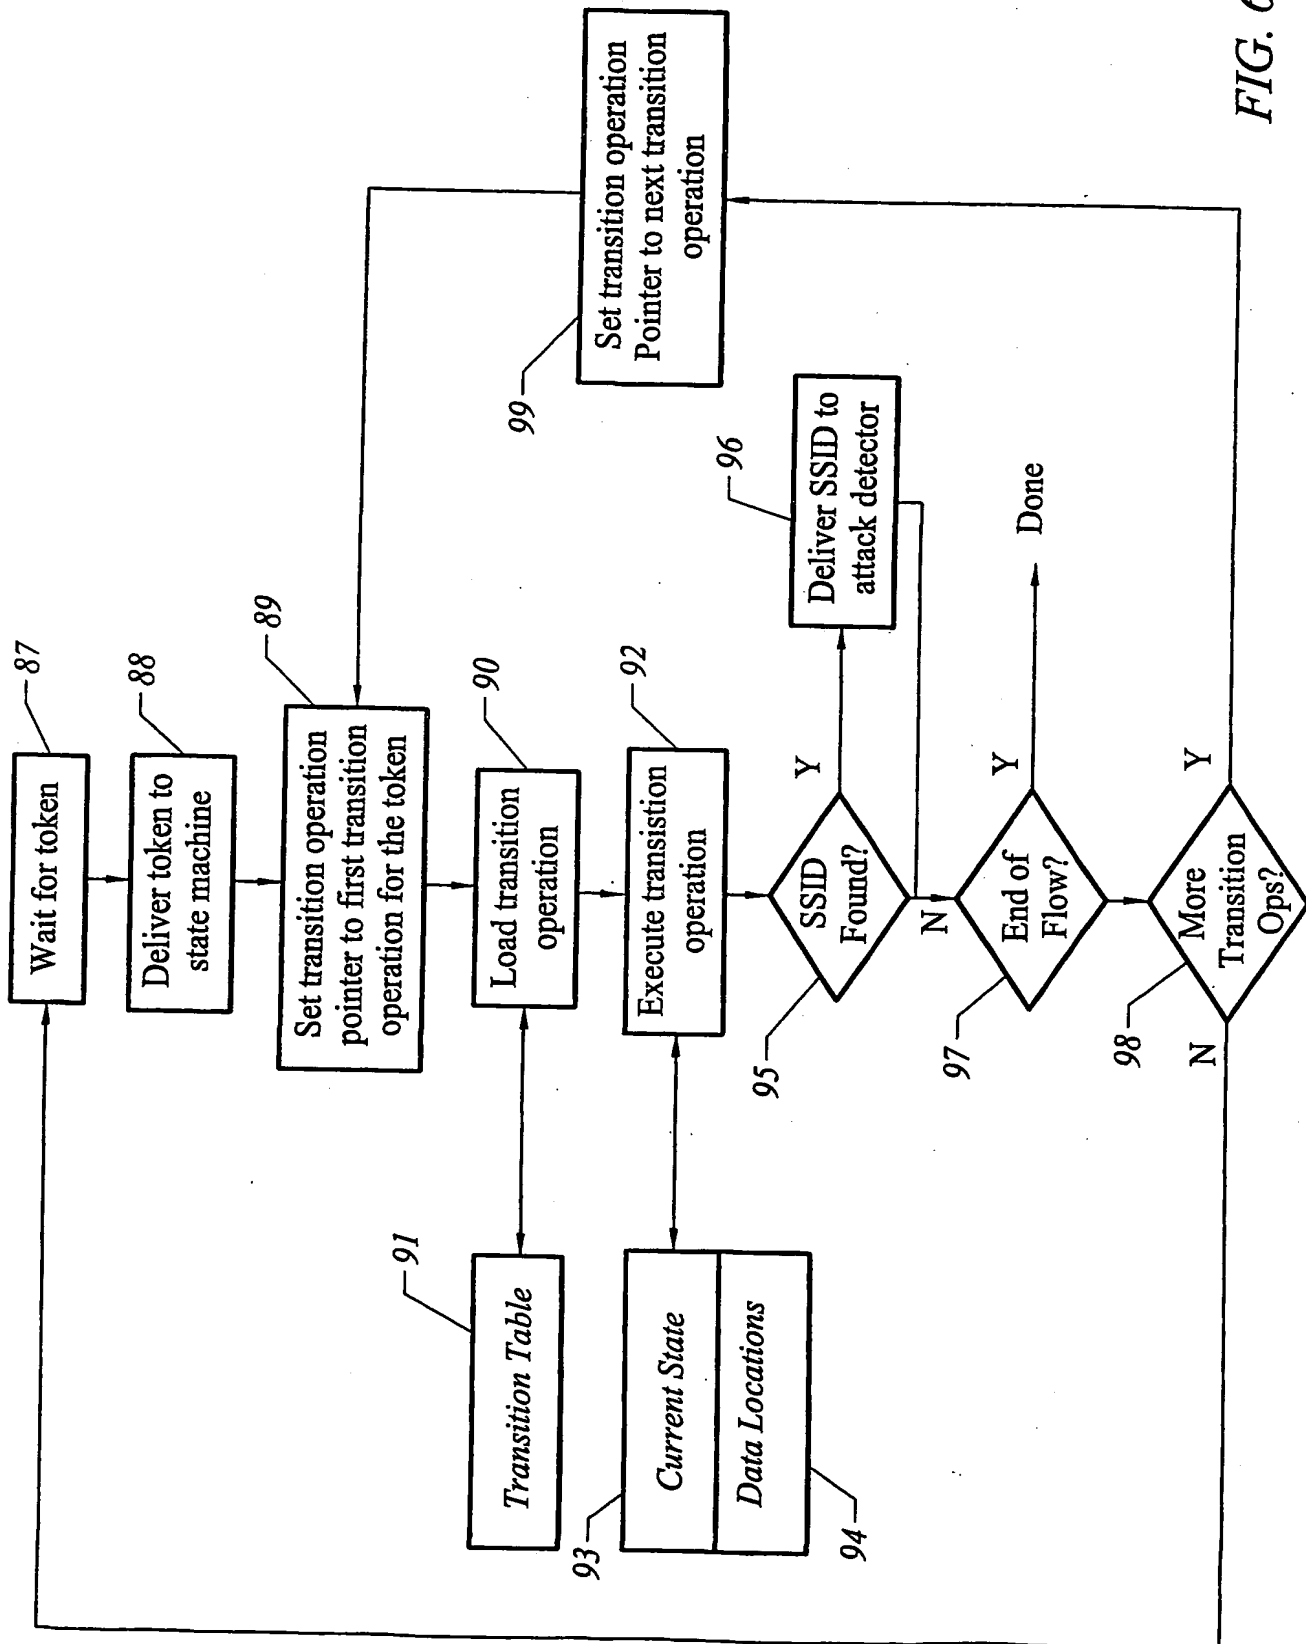 87
Wait for token
88
Deliver token to
state machine
89
Set transition operation
pointer to first transition
operation for the token
90
Load transition
operation
91
Transition Table
92
Execute transistion
operation
93
Current State
Data Locations
94
95
SSID
Found?
Y
N
96
Deliver SSID to
attack detector
97
End of
Flow?
Y
Done
98
More
Transition
Ops?
Y
N
99
Set transition operation
Pointer to next transition
operation
FIG. 6